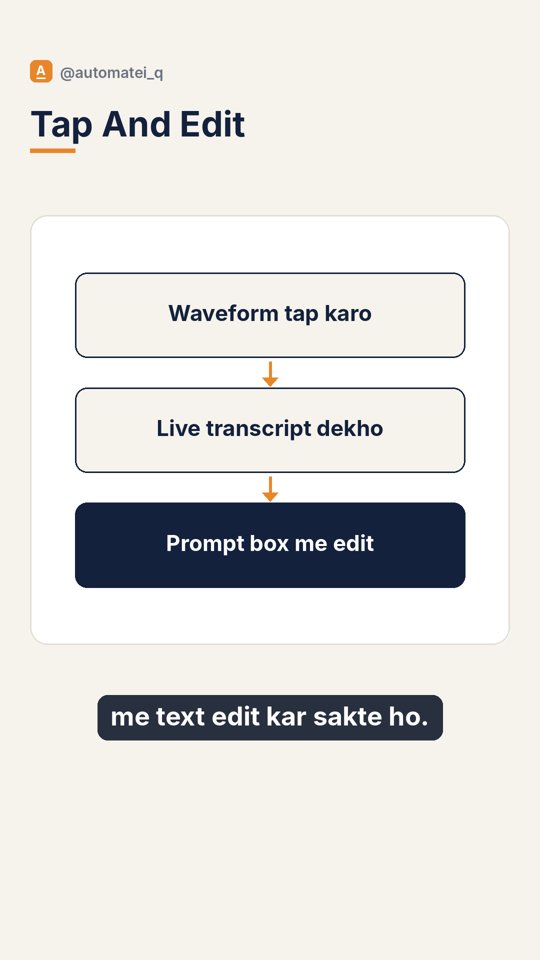 A @automatei_q
Tap And Edit
Waveform tap karo
Live transcript dekho
Prompt box me edit
me text edit kar sakte ho.